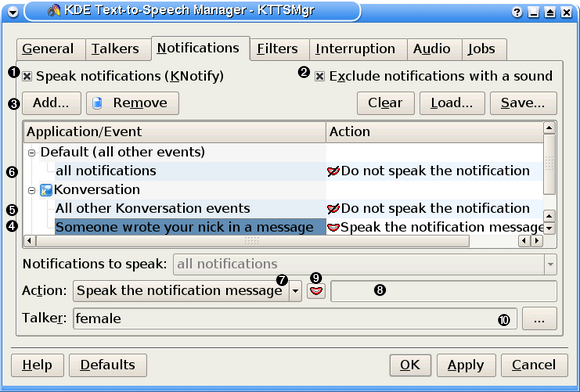 KDE Text-to-Speech Manager - KTTSMgr
General Talkers Notifications Filters Interruption Audio Jobs
1 Speak notifications (KNotify) 2 Exclude notifications with a sound
3 Add... Remove Clear Load... Save...
Application/Event Action
Default (all other events)
6 all notifications Do not speak the notification
Konversation
5 All other Konversation events Do not speak the notification
4 Someone wrote your nick in a message Speak the notification message
Notifications to speak: all notifications
Action: Speak the notification message 7 9 8
Talker: female 10 ...
Help Defaults OK Apply Cancel